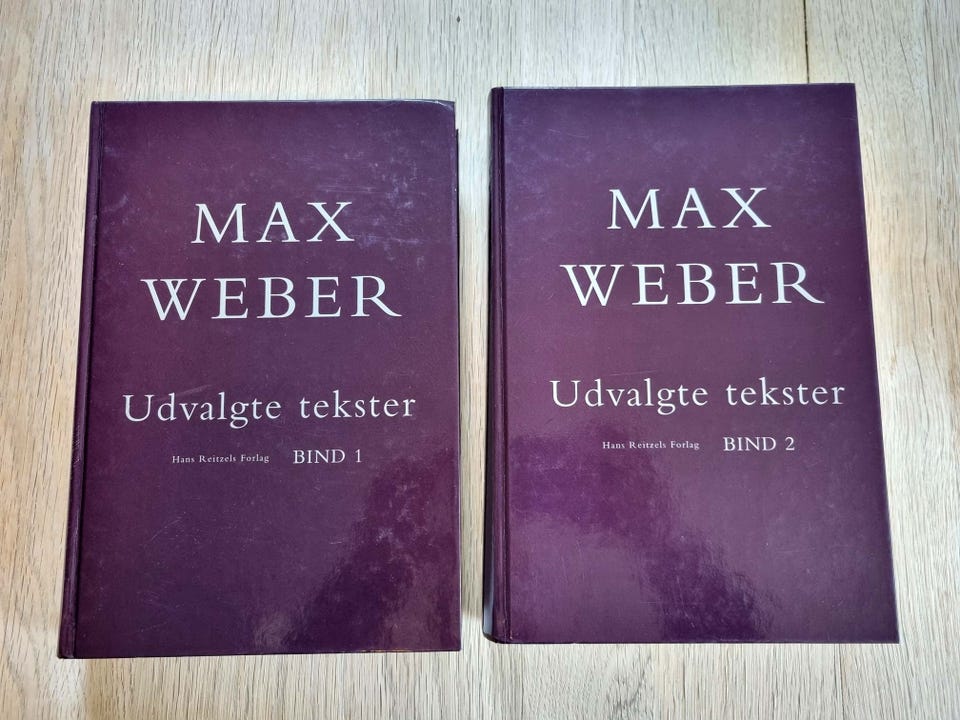 MAX
WEBER
Udvalgte tekster
Hans Reitzels Forlag BIND 1
MAX
WEBER
Udvalgte tekster
Hans Reitzels Forlag BIND 2